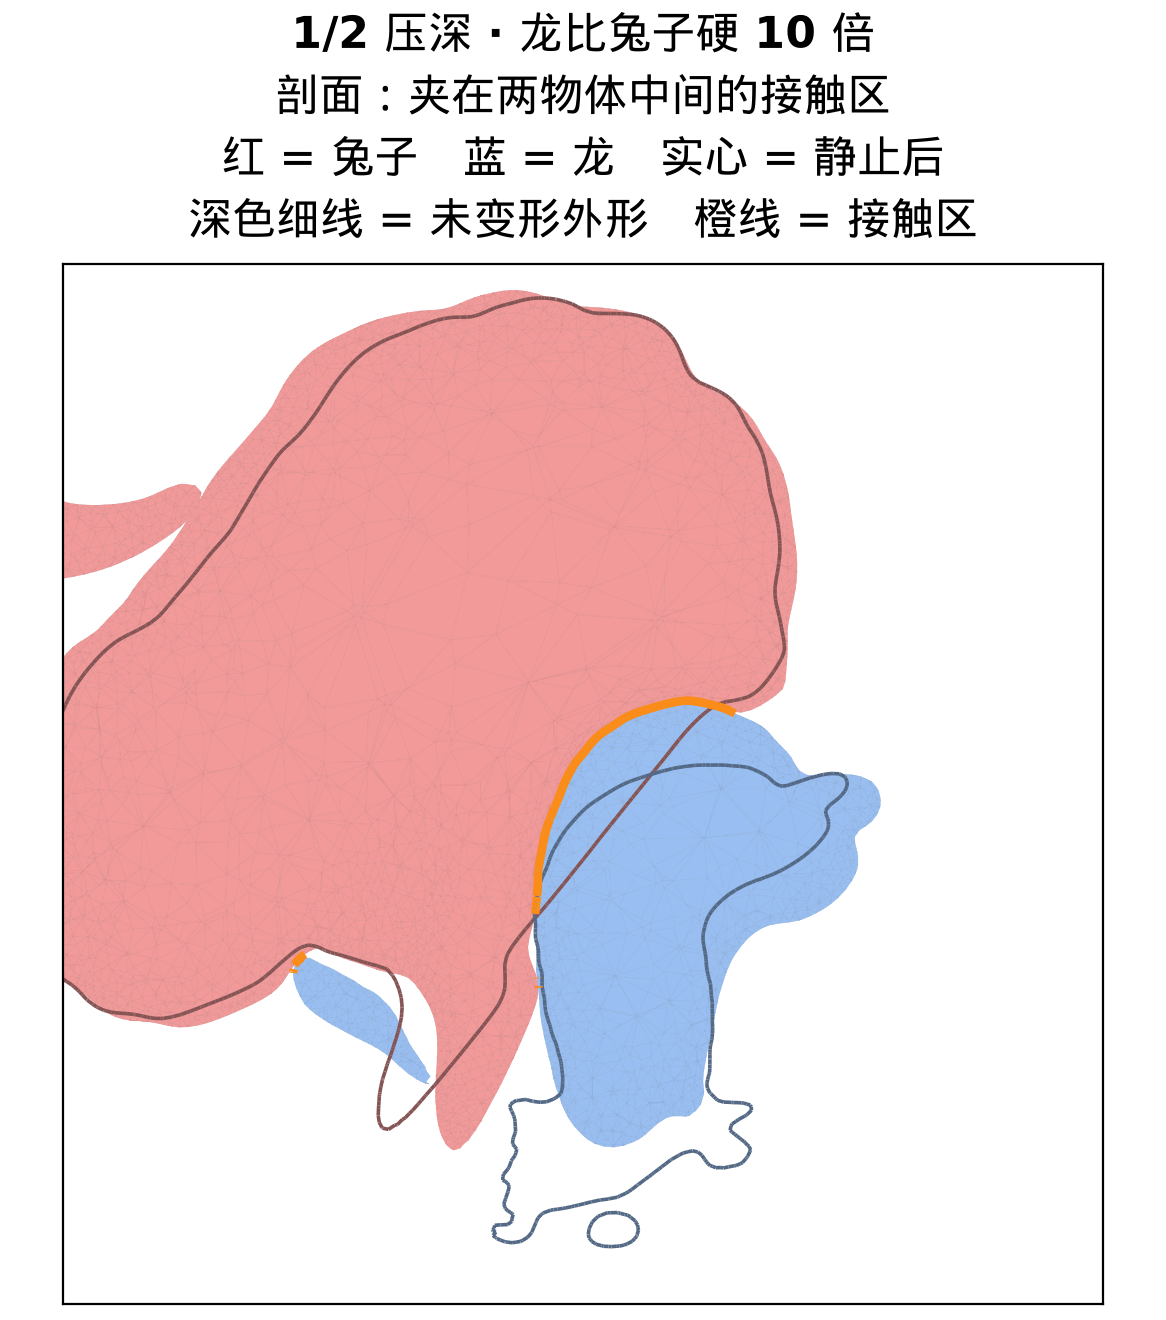 1/2 压深 · 龙比兔子硬 10 倍
剖面：夹在两物体中间的接触区
红 = 兔子　蓝 = 龙　实心 = 静止后
深色细线 = 未变形外形　橙线 = 接触区